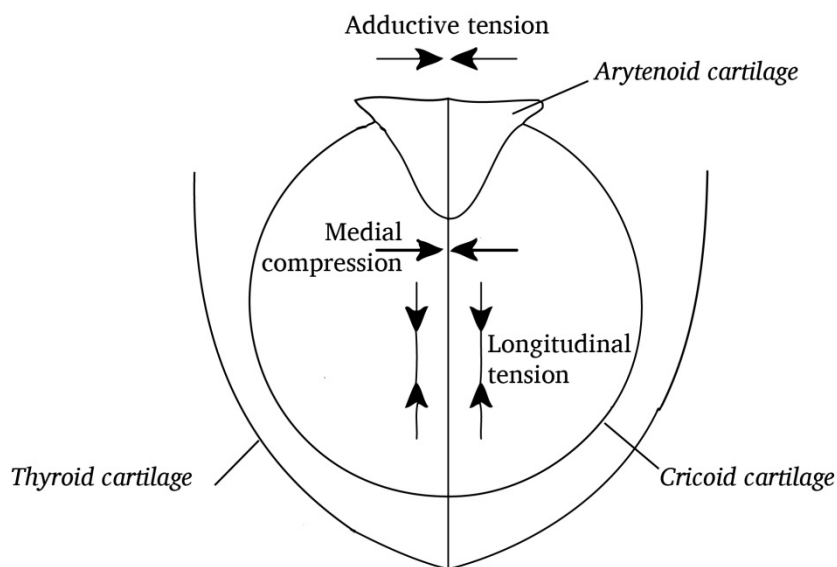 Adductive tension
Arytenoid cartilage
Medial
compression
Longitudinal
tension
Thyroid cartilage
Cricoid cartilage